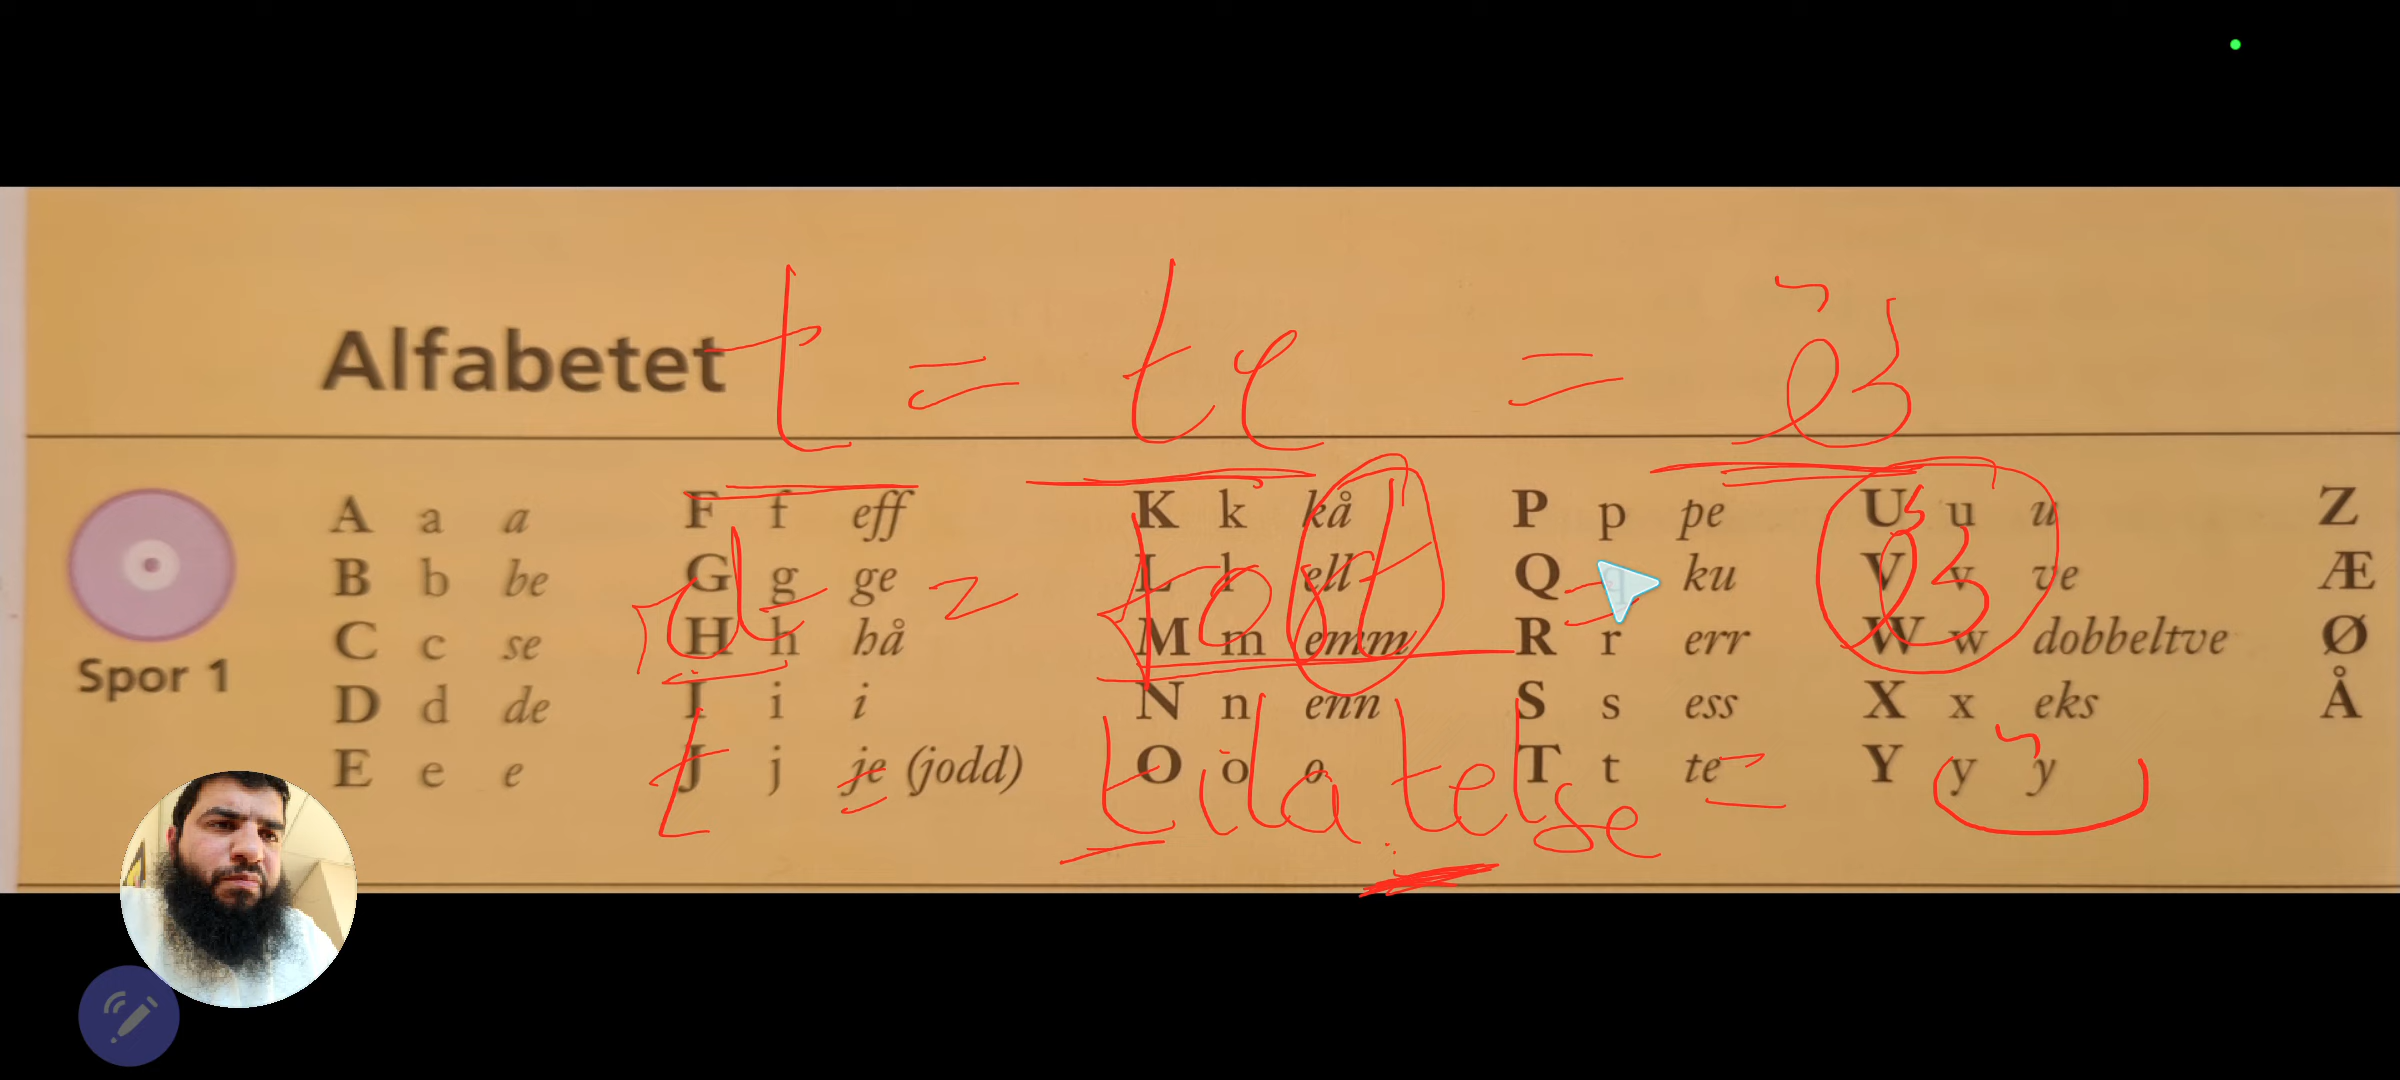 Alfabetet
t = te =
Spor 1
A a a F f eff K k kå P p pe U u u Z
B b be G g ge L l ell Q q ku V v ve Æ
C c se H h hå M m emm R r err W w dobbeltve Ø
D d de I i i N n enn S s ess X x eks Å
E e e J j je (jodd) O o o T t te Y y y
tost
tilatelse